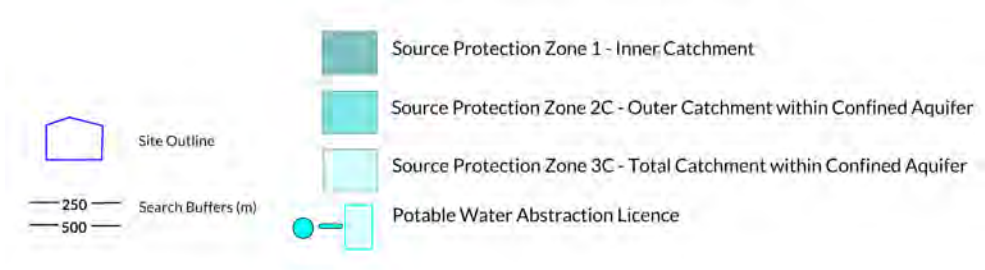 Source Protection Zone 1 - Inner Catchment
Source Protection Zone 2C - Outer Catchment within Confined Aquifer
Site Outline
Source Protection Zone 3C - Total Catchment within Confined Aquifer
250
Search Buffers (m)
500
Potable Water Abstraction Licence